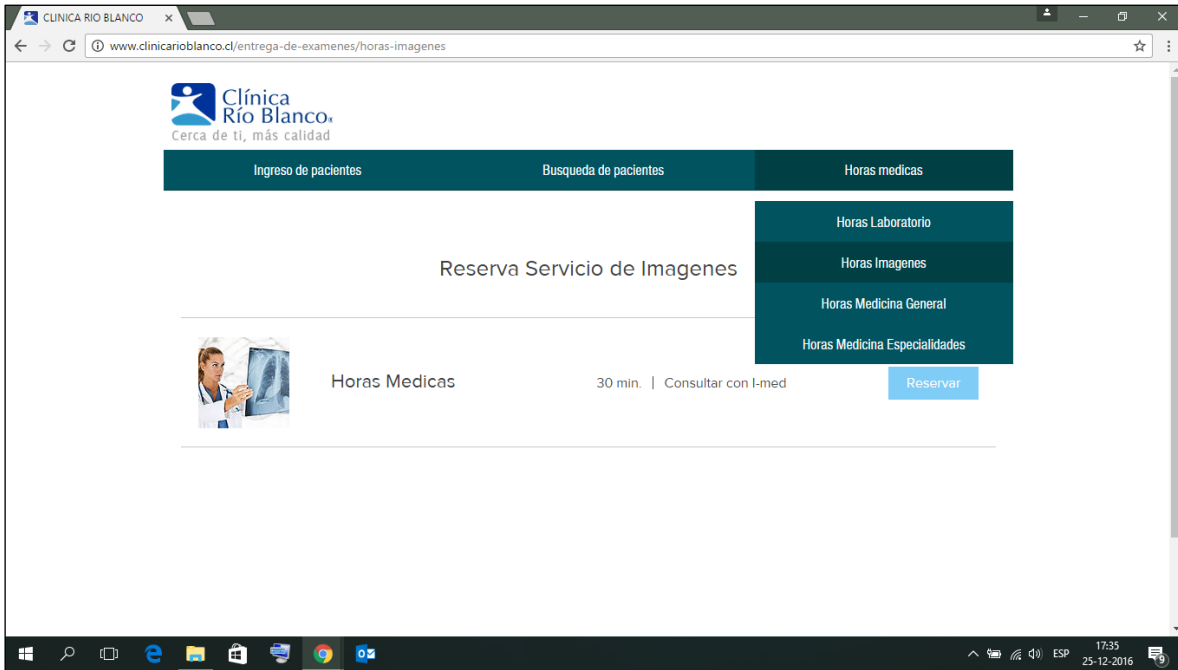 CLINICA RIO BLANCO
www.clinicarioblanco.cl/entrega-de-examenes/horas-imagenes
Clínica
Río Blanco
Cerca de ti, más calidad
Ingreso de pacientes
Busqueda de pacientes
Horas medicas
Horas Laboratorio
Reserva Servicio de Imagenes
Horas Imagenes
Horas Medicina General
Horas Medicina Especialidades
Horas Medicas
30 min. | Consultar con I-med
Reservar
ESP
17:35
25-12-2016
9